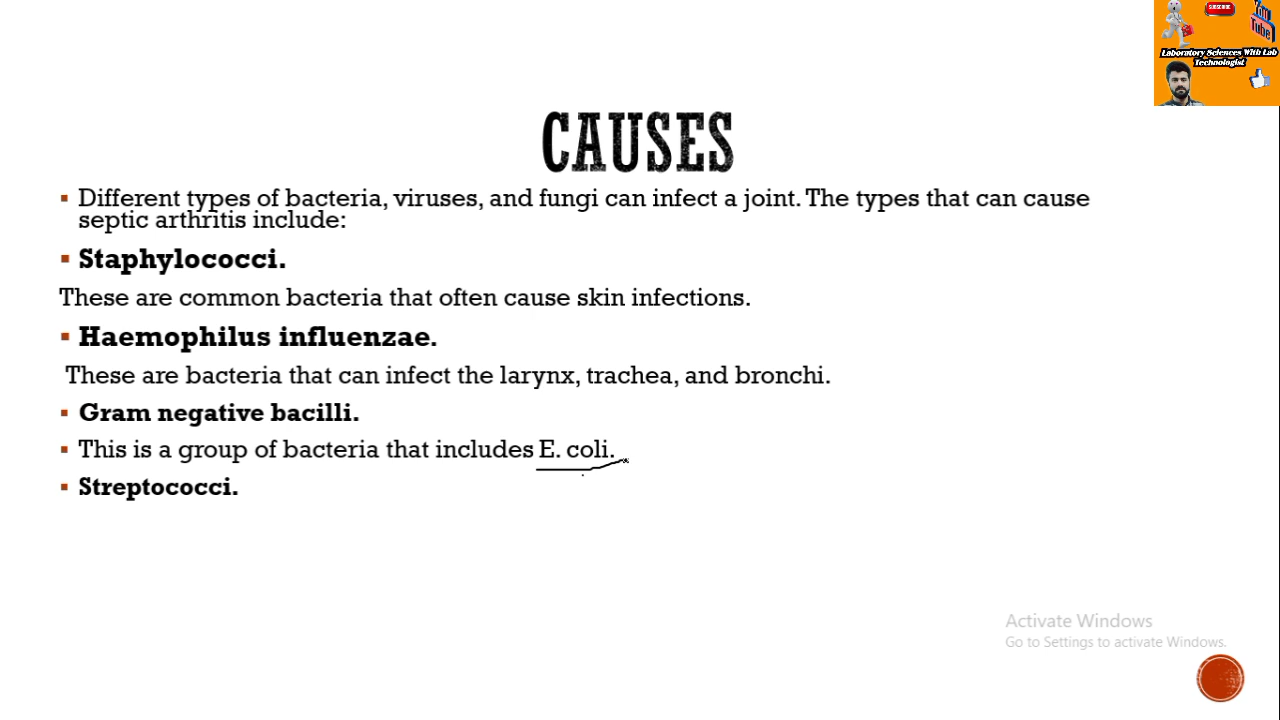 SUBSCRIBE
You
Tube
Laboratory Sciences With Lab
Technologist
CAUSES
▪ Different types of bacteria, viruses, and fungi can infect a joint. The types that can cause
septic arthritis include:
▪ Staphylococci.
These are common bacteria that often cause skin infections.
▪ Haemophilus influenzae.
These are bacteria that can infect the larynx, trachea, and bronchi.
▪ Gram negative bacilli.
▪ This is a group of bacteria that includes E. coli.
▪ Streptococci.
Activate Windows
Go to Settings to activate Windows.